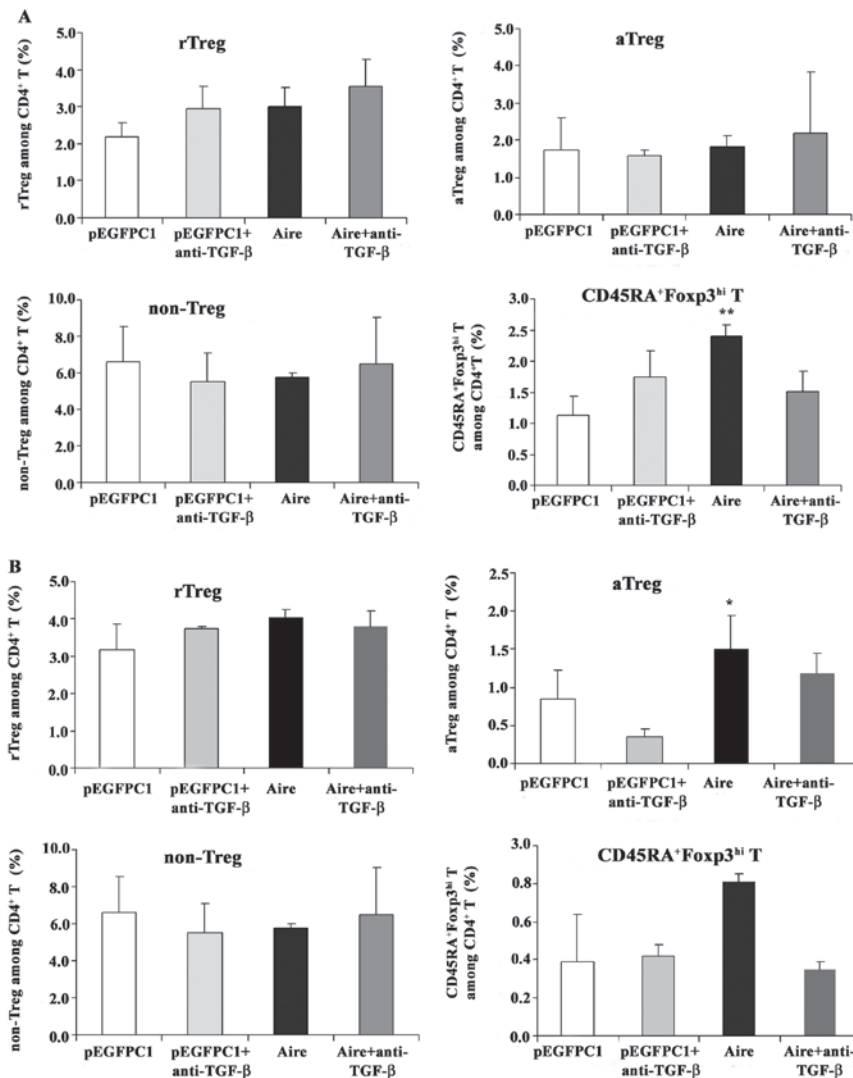 A
rTreg
rTreg among CD4+ T (%)
5.0
4.0
3.0
2.0
1.0
0.0
pEGFPC1
pEGFPC1+
anti-TGF-β
Aire
Aire+anti-
TGF-β
aTreg
aTreg among CD4+ T (%)
5.0
4.0
3.0
2.0
1.0
0.0
pEGFPC1
pEGFPC1+
anti-TGF-β
Aire
Aire+anti-
TGF-β
non-Treg
non-Treg among CD4+ T (%)
10.0
8.0
6.0
4.0
2.0
0.0
pEGFPC1
pEGFPC1+
anti-TGF-β
Aire
Aire+anti-
TGF-β
CD45RA+Foxp3hi T
CD45RA+Foxp3hi T
among CD4+T (%)
3.0
2.5
2.0
1.5
1.0
0.5
0.0
**
pEGFPC1
pEGFPC1+
anti-TGF-β
Aire
Aire+anti-
TGF-β
B
rTreg
rTreg among CD4+ T (%)
5.0
4.0
3.0
2.0
1.0
0.0
pEGFPC1
pEGFPC1+
anti-TGF-β
Aire
Aire+anti-
TGF-β
aTreg
aTreg among CD4+ T (%)
2.5
2.0
1.5
1.0
0.5
0.0
*
pEGFPC1
pEGFPC1+
anti-TGF-β
Aire
Aire+anti-
TGF-β
non-Treg
non-Treg among CD4+ T (%)
10.0
8.0
6.0
4.0
2.0
0.0
pEGFPC1
pEGFPC1+
anti-TGF-β
Aire
Aire+anti-
TGF-β
CD45RA+Foxp3hi T
CD45RA+Foxp3hi T
among CD4+ T (%)
3.0
0.8
0.6
0.4
0.2
0.0
pEGFPC1
pEGFPC1+
anti-TGF-β
Aire
Aire+anti-
TGF-β